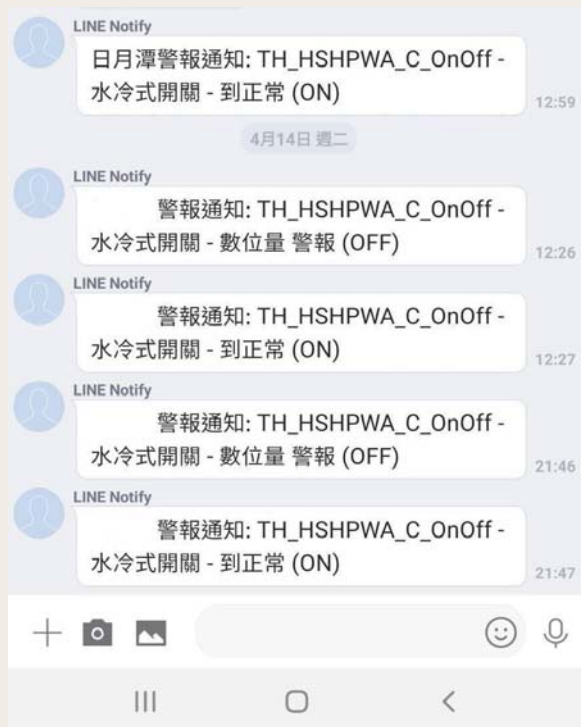 LINE Notify
日月潭警報通知: TH_HSHPWA_C_OnOff -
水冷式開關 - 到正常 (ON)
12:59
4月14日 週二
LINE Notify
警報通知: TH_HSHPWA_C_OnOff -
水冷式開關 - 數位量 警報 (OFF)
12:26
LINE Notify
警報通知: TH_HSHPWA_C_OnOff -
水冷式開關 - 到正常 (ON)
12:27
LINE Notify
警報通知: TH_HSHPWA_C_OnOff -
水冷式開關 - 數位量 警報 (OFF)
21:46
LINE Notify
警報通知: TH_HSHPWA_C_OnOff -
水冷式開關 - 到正常 (ON)
21:47